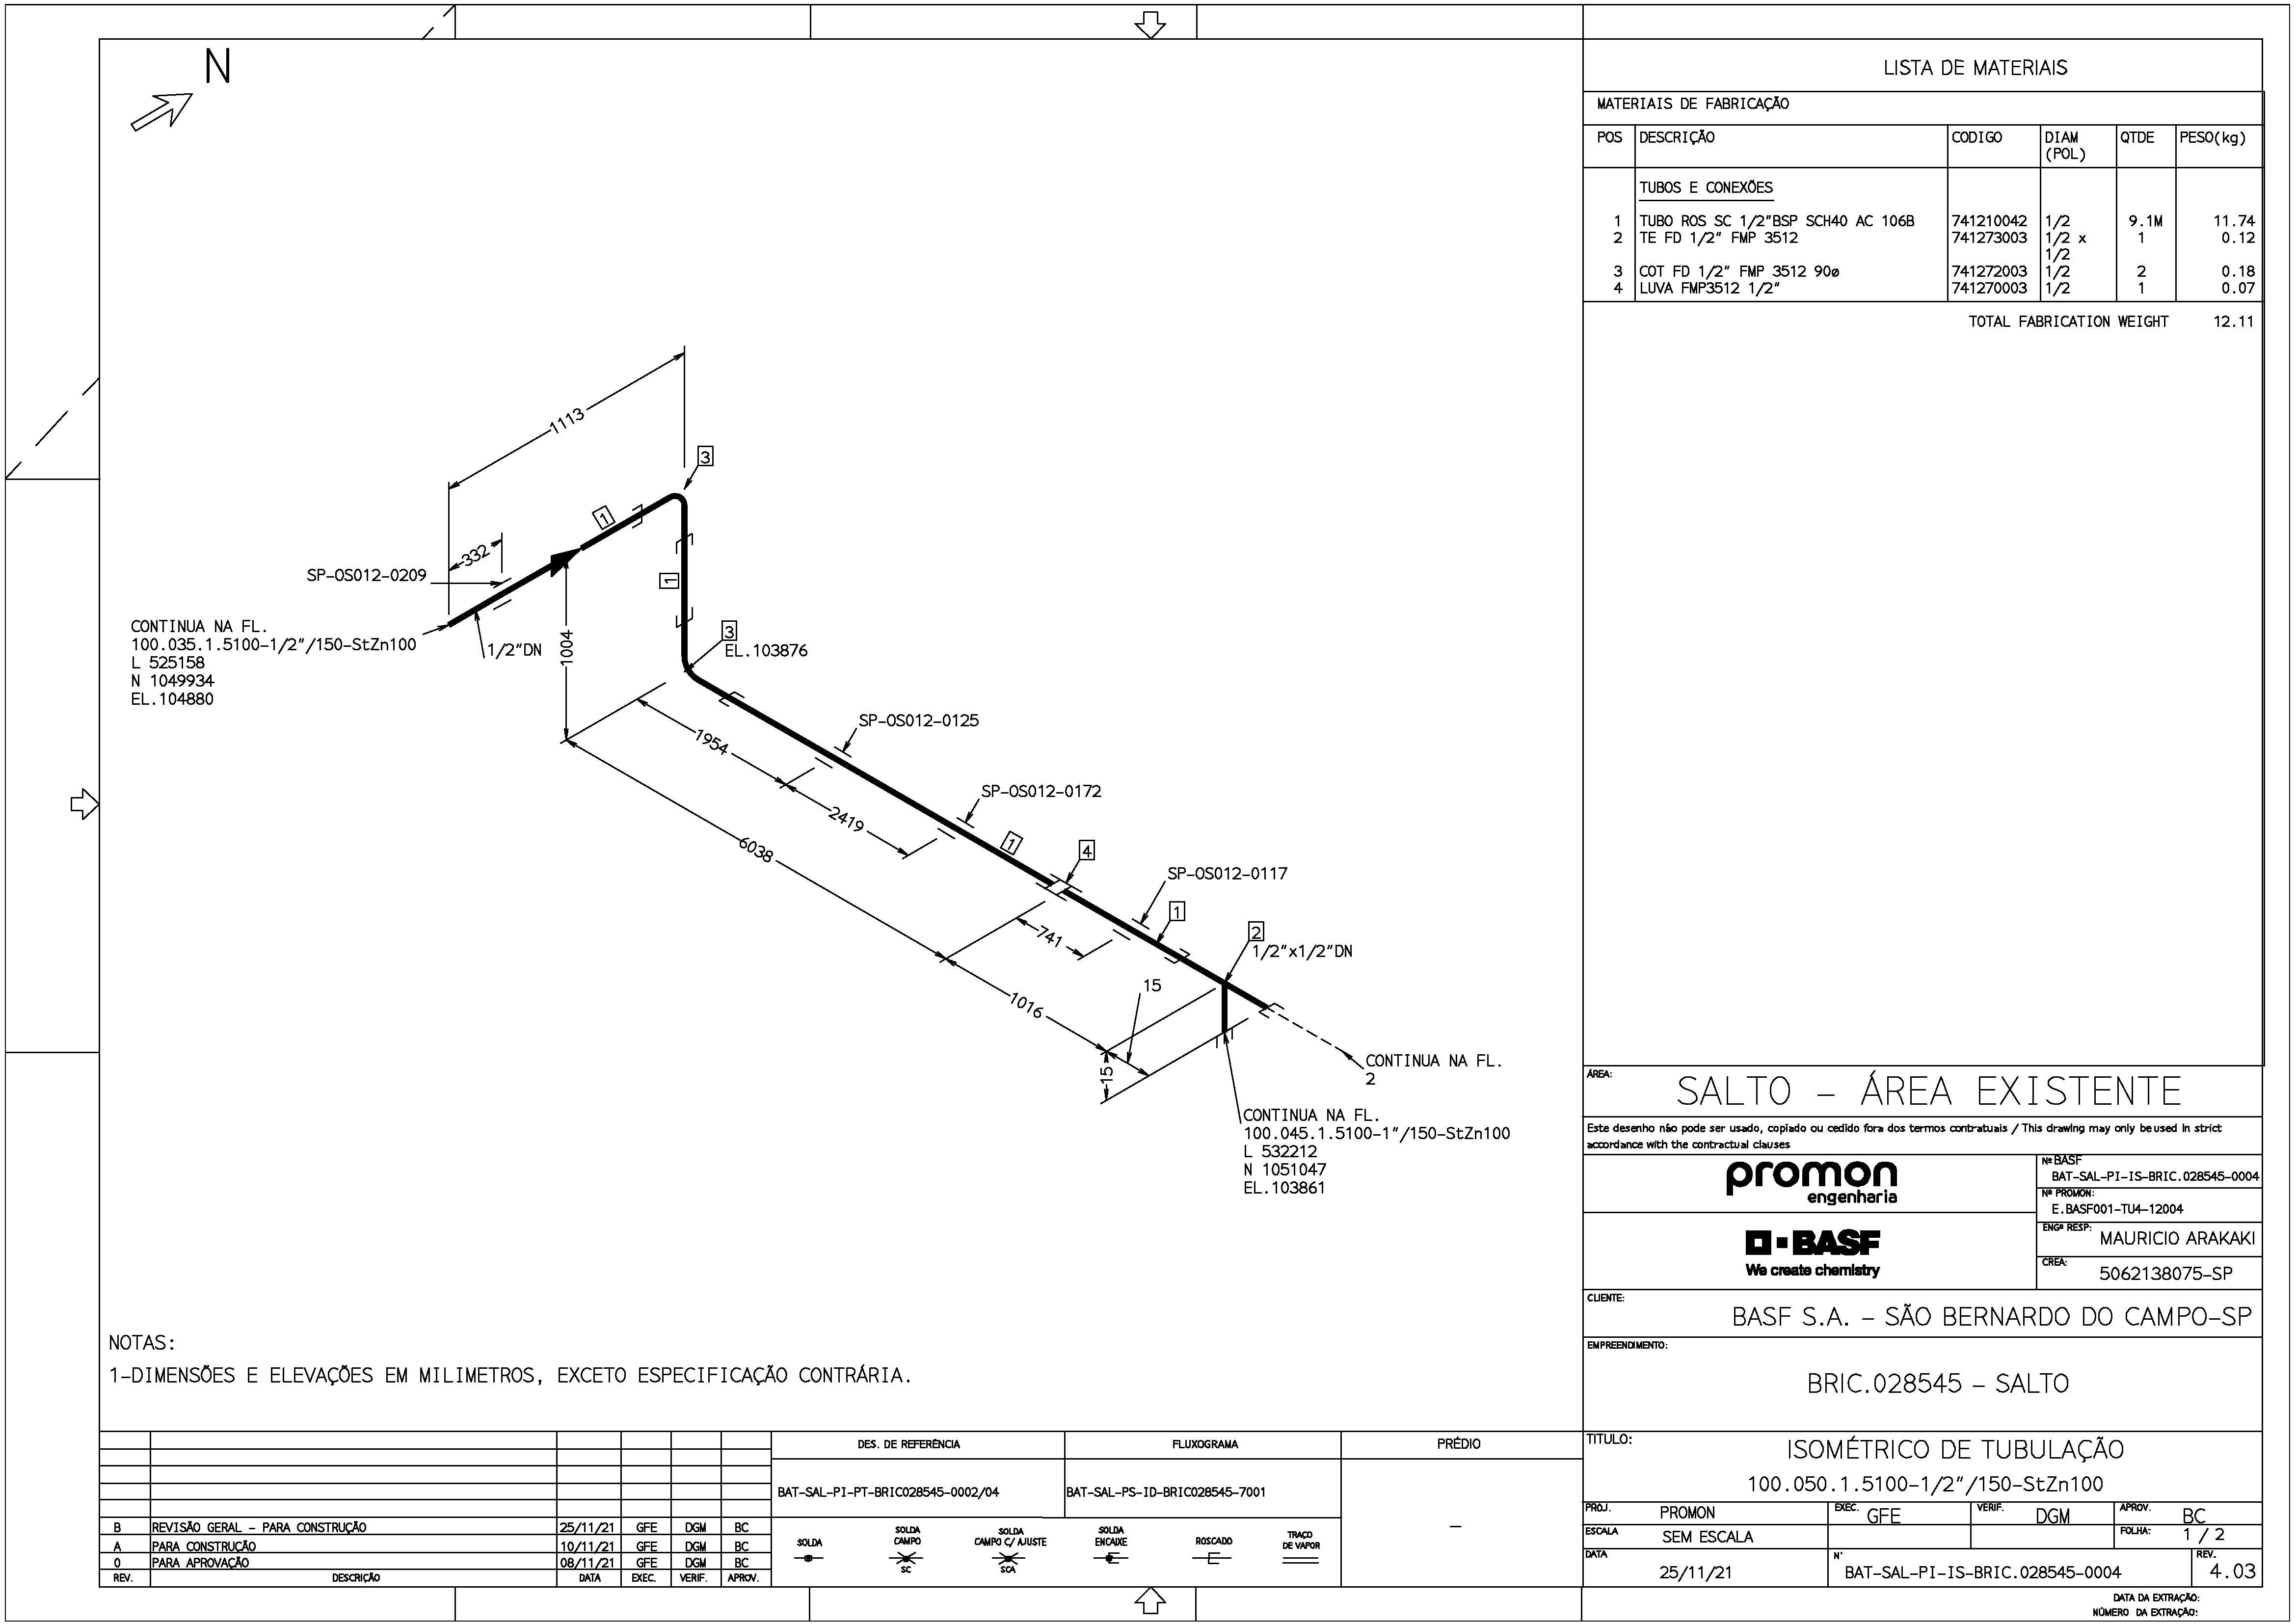 N
LISTA DE MATERIAIS
MATERIAIS DE FABRICAÇÃO
POS DESCRIÇÃO CODIGO DIAM (POL) QTDE PESO(kg)
TUBOS E CONEXÕES
1 TUBO ROS SC 1/2"BSP SCH40 AC 106B 741210042 1/2 9.1M 11.74
2 TE FD 1/2" FMP 3512 741273003 1/2 x 1/2 1 0.12
3 COT FD 1/2" FMP 3512 90ø 741272003 1/2 2 0.18
4 LUVA FMP3512 1/2" 741270003 1/2 1 0.07
TOTAL FABRICATION WEIGHT 12.11
1113
3
1
332
SP-OS012-0209
1
CONTINUA NA FL.
100.035.1.5100-1/2"/150-StZn100
L 525158
N 1049934
EL.104880
1/2"DN
1004
3
EL.103876
SP-OS012-0125
1954
SP-OS012-0172
2419
6038
1
4
SP-OS012-0117
1
741
2
1/2"x1/2"DN
15
1016
15
CONTINUA NA FL.
2
CONTINUA NA FL.
100.045.1.5100-1"/150-StZn100
L 532212
N 1051047
EL.103861
NOTAS:
1-DIMENSÕES E ELEVAÇÕES EM MILIMETROS, EXCETO ESPECIFICAÇÃO CONTRÁRIA.
ÁREA:
SALTO - ÁREA EXISTENTE
Este desenho não pode ser usado, copiado ou cedido fora dos termos contratuais / This drawing may only be used in strict
accordance with the contractual clauses
promon
engenharia
Nº BASF
BAT-SAL-PI-IS-BRIC.028545-0004
Nº PROMON:
E.BASF001-TU4-12004
BASF
We create chemistry
ENGº RESP:
MAURICIO ARAKAKI
CREA:
5062138075-SP
CLIENTE:
BASF S.A. - SÃO BERNARDO DO CAMPO-SP
EMPREENDIMENTO:
BRIC.028545 - SALTO
TITULO:
ISOMÉTRICO DE TUBULAÇÃO
100.050.1.5100-1/2"/150-StZn100
PROJ. PROMON EXEC. GFE VERIF. DGM APROV. BC
ESCALA SEM ESCALA FOLHA: 1 / 2
DATA 25/11/21 N° BAT-SAL-PI-IS-BRIC.028545-0004 REV. 4.03
DATA DA EXTRAÇÃO:
NÚMERO DA EXTRAÇÃO:
B REVISÃO GERAL - PARA CONSTRUÇÃO 25/11/21 GFE DGM BC
A PARA CONSTRUÇÃO 10/11/21 GFE DGM BC
0 PARA APROVAÇÃO 08/11/21 GFE DGM BC
REV. DESCRIÇÃO DATA EXEC. VERIF. APROV.
DES. DE REFERÊNCIA FLUXOGRAMA PRÉDIO
BAT-SAL-PI-PT-BRIC028545-0002/04 BAT-SAL-PS-ID-BRIC028545-7001 -
SOLDA
SOLDA CAMPO
SC
SOLDA CAMPO C/ AJUSTE
SCA
SOLDA ENCAIXE
ROSCADO
TRAÇO DE VAPOR